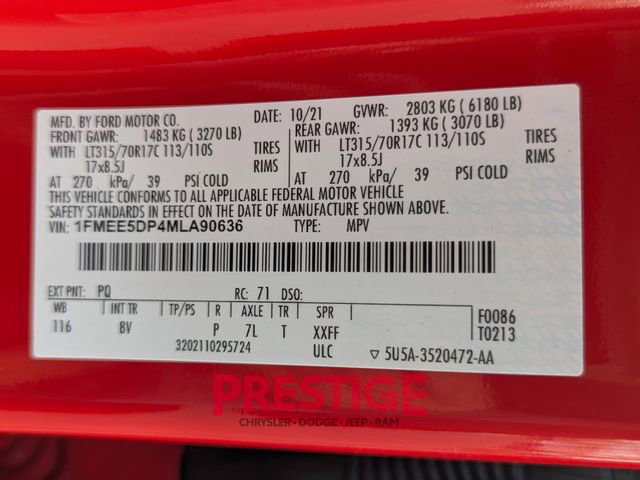 MFD. BY FORD MOTOR CO. DATE: 10/21 GVWR: 2803 KG ( 6180 LB)
FRONT GAWR: 1483 KG ( 3270 LB) REAR GAWR: 1393 KG ( 3070 LB)
WITH LT315/70R17C 113/110S TIRES WITH LT315/70R17C 113/110S TIRES
17x8.5J RIMS 17x8.5J RIMS
AT 270 kPa/ 39 PSI COLD AT 270 kPa/ 39 PSI COLD
THIS VEHICLE CONFORMS TO ALL APPLICABLE FEDERAL MOTOR VEHICLE
SAFETY STANDARDS IN EFFECT ON THE DATE OF MANUFACTURE SHOWN ABOVE.
VIN: 1FMEE5DP4MLA90636 TYPE: MPV
EXT PNT: PQ RC: 71 DSO:
WB INT TR TP/PS R AXLE TR SPR F0086
116 BV P 7L T XXFF T0213
3202110295724 ULC ▽ 5U5A-3520472-AA
PRESTIGE
CHRYSLER • DODGE • JEEP • RAM